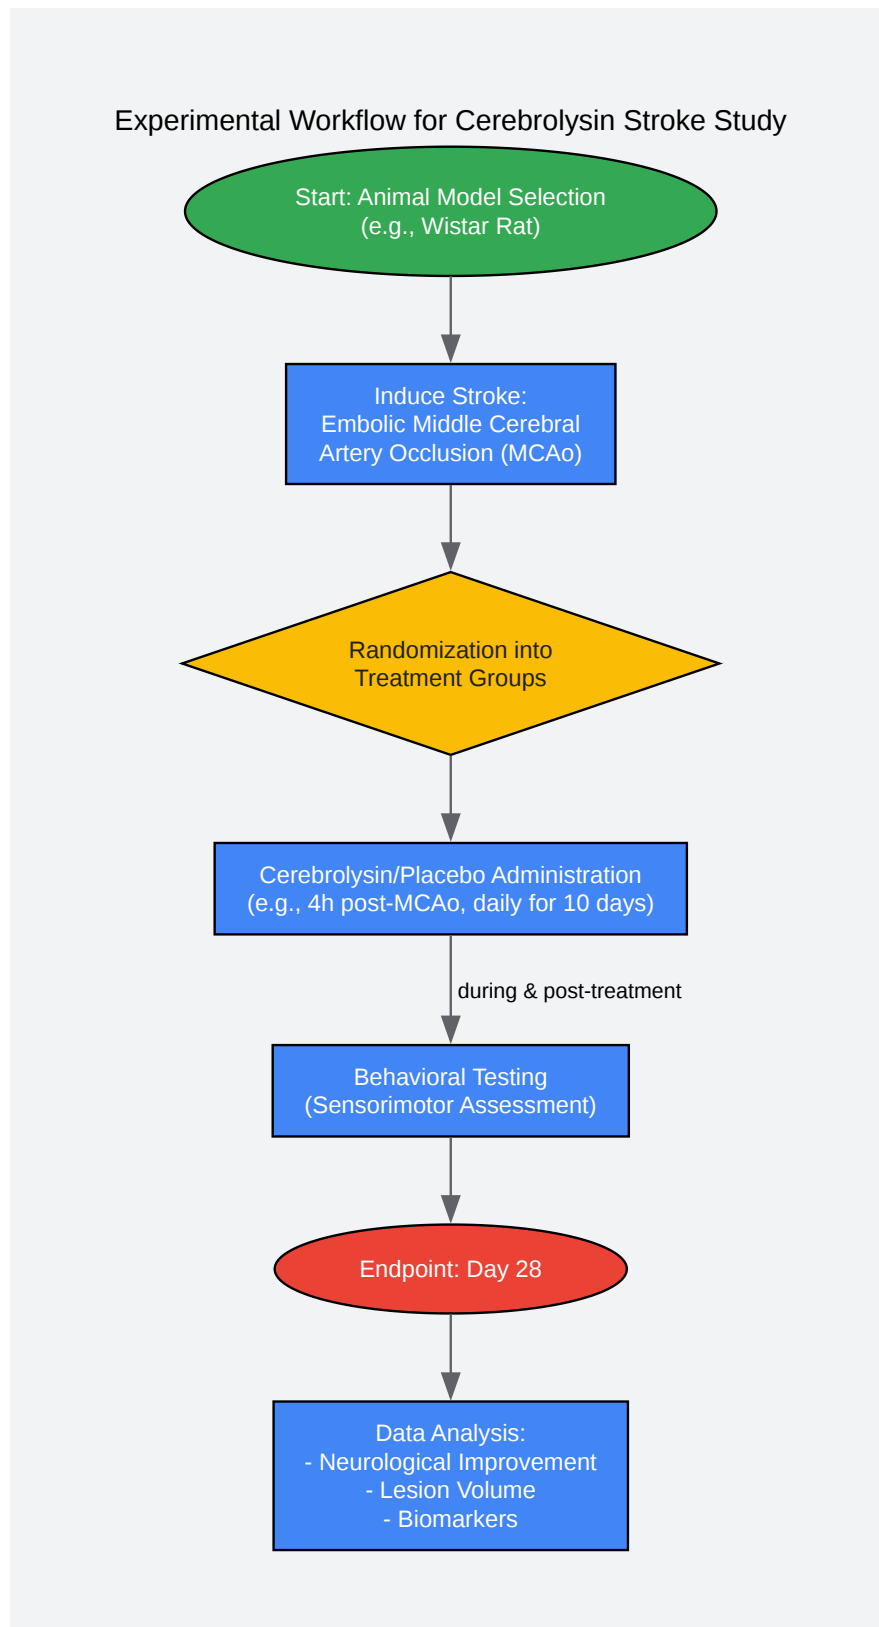 Experimental Workflow for Cerebrolysin Stroke Study
Start: Animal Model Selection
(e.g., Wistar Rat)
Induce Stroke:
Embolic Middle Cerebral
Artery Occlusion (MCAo)
Randomization into
Treatment Groups
Cerebrolysin/Placebo Administration
(e.g., 4h post-MCAo, daily for 10 days)
during & post-treatment
Behavioral Testing
(Sensorimotor Assessment)
Endpoint: Day 28
Data Analysis:
- Neurological Improvement
- Lesion Volume
- Biomarkers